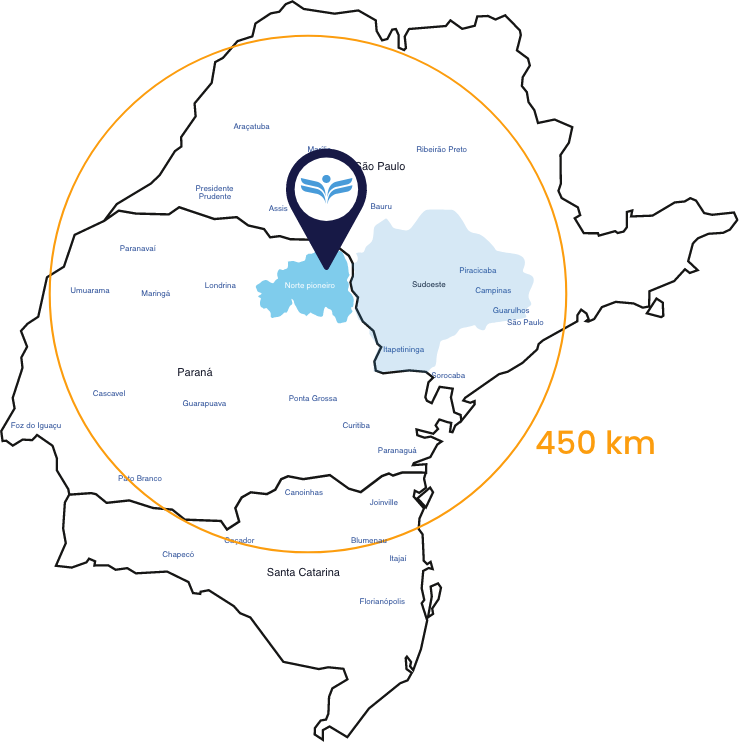 Araçatuba
Ribeirão Preto
São Paulo
Presidente
Prudente
Assis
Bauru
Paranavaí
Umuarama
Maringá
Londrina
Norte pioneiro
Sudoeste
Piracicaba
Campinas
Guarulhos
São Paulo
Itapetininga
Sorocaba
Paraná
Cascavel
Guarapuava
Ponta Grossa
Foz do Iguaçu
Curitiba
Paranaguá
450 km
Pato Branco
Canoinhas
Joinville
Caçador
Blumenau
Chapecó
Itajaí
Santa Catarina
Florianópolis